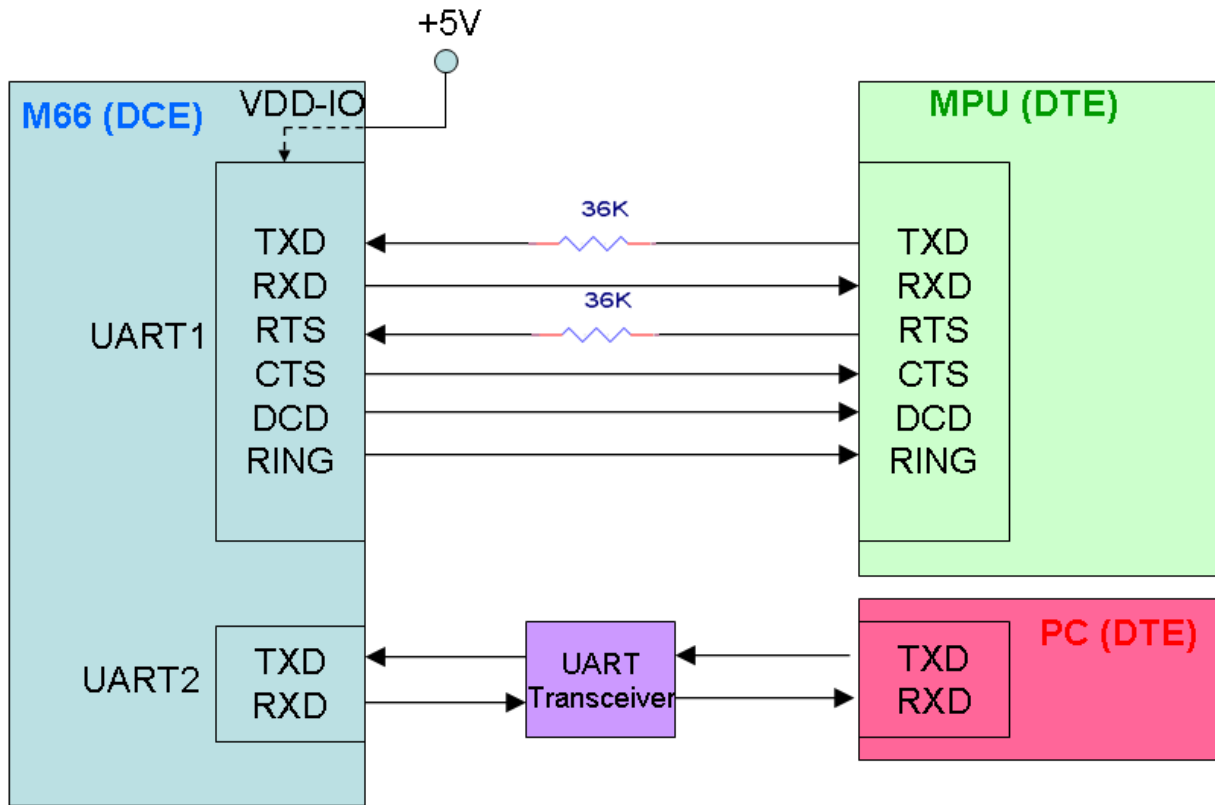 +5V
M66 (DCE)
VDD-IO
MPU (DTE)
36K
TXD
TXD
RXD
RXD
36K
UART1
RTS
RTS
CTS
CTS
DCD
DCD
RING
RING
PC (DTE)
UART2
TXD
UART
TXD
RXD
Transceiver
RXD